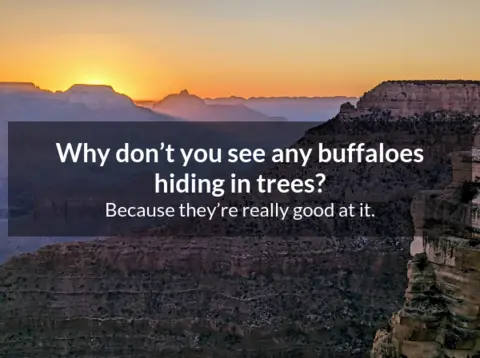 Why don’t you see any buffaloes
hiding in trees?
Because they’re really good at it.